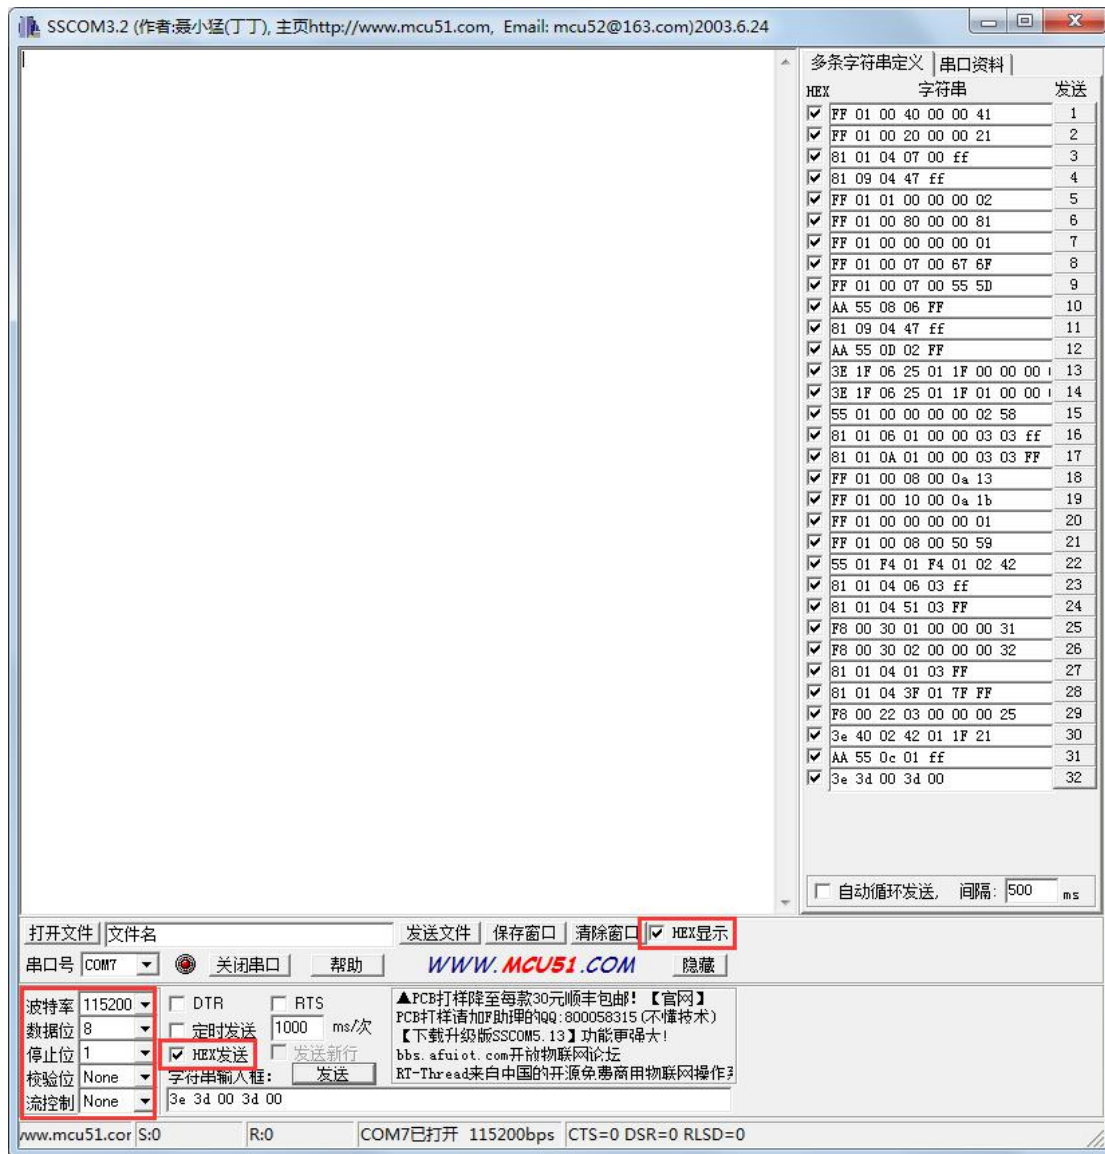 SSCOM3.2 (作者:聂小猛(丁丁), 主页http://www.mcu51.com, Email: mcu52@163.com)2003.6.24
多条字符串定义 串口资料
HEX 字符串 发送
FF 01 00 40 00 00 41 1
FF 01 00 20 00 00 21 2
81 01 04 07 00 ff 3
81 09 04 47 ff 4
FF 01 01 00 00 00 02 5
FF 01 00 80 00 00 81 6
FF 01 00 00 00 00 01 7
FF 01 00 07 00 67 6F 8
FF 01 00 07 00 55 5D 9
AA 55 08 06 FF 10
81 09 04 47 ff 11
AA 55 0D 02 FF 12
3E 1F 06 25 01 1F 00 00 00 13
3E 1F 06 25 01 1F 01 00 00 14
55 01 00 00 00 00 02 58 15
81 01 06 01 00 00 03 03 ff 16
81 01 0A 01 00 00 03 03 FF 17
FF 01 00 08 00 0a 13 18
FF 01 00 10 00 0a 1b 19
FF 01 00 00 00 00 01 20
FF 01 00 08 00 50 59 21
55 01 F4 01 F4 01 02 42 22
81 01 04 06 03 ff 23
81 01 04 51 03 FF 24
F8 00 30 01 00 00 00 31 25
F8 00 30 02 00 00 00 32 26
81 01 04 01 03 FF 27
81 01 04 3F 01 7F FF 28
F8 00 22 03 00 00 00 25 29
3e 40 02 42 01 1F 21 30
AA 55 0c 01 ff 31
3e 3d 00 3d 00 32
自动循环发送, 间隔: 500 ms
打开文件 文件名 发送文件 保存窗口 清除窗口 HEX显示
串口号 COM7 关闭串口 帮助 WWW.MCU51.COM 隐藏
波特率 115200 DTR RTS
数据位 8 定时发送 1000 ms/次
停止位 1 HEX发送 发送新行
校验位 None 字符串输入框: 发送
流控制 None 3e 3d 00 3d 00
▲PCB打样降至每款30元顺丰包邮!【官网】
PCB打样请加F助理的QQ:800058315(不懂技术)
【下载升级版SSCOM5.13】功能更强大!
bbs.afuiot.com开放物联网论坛
RT-Thread来自中国的开源免费商用物联网操作
www.mcu51.cor S:0 R:0 COM7已打开 115200bps CTS=0 DSR=0 RLSD=0